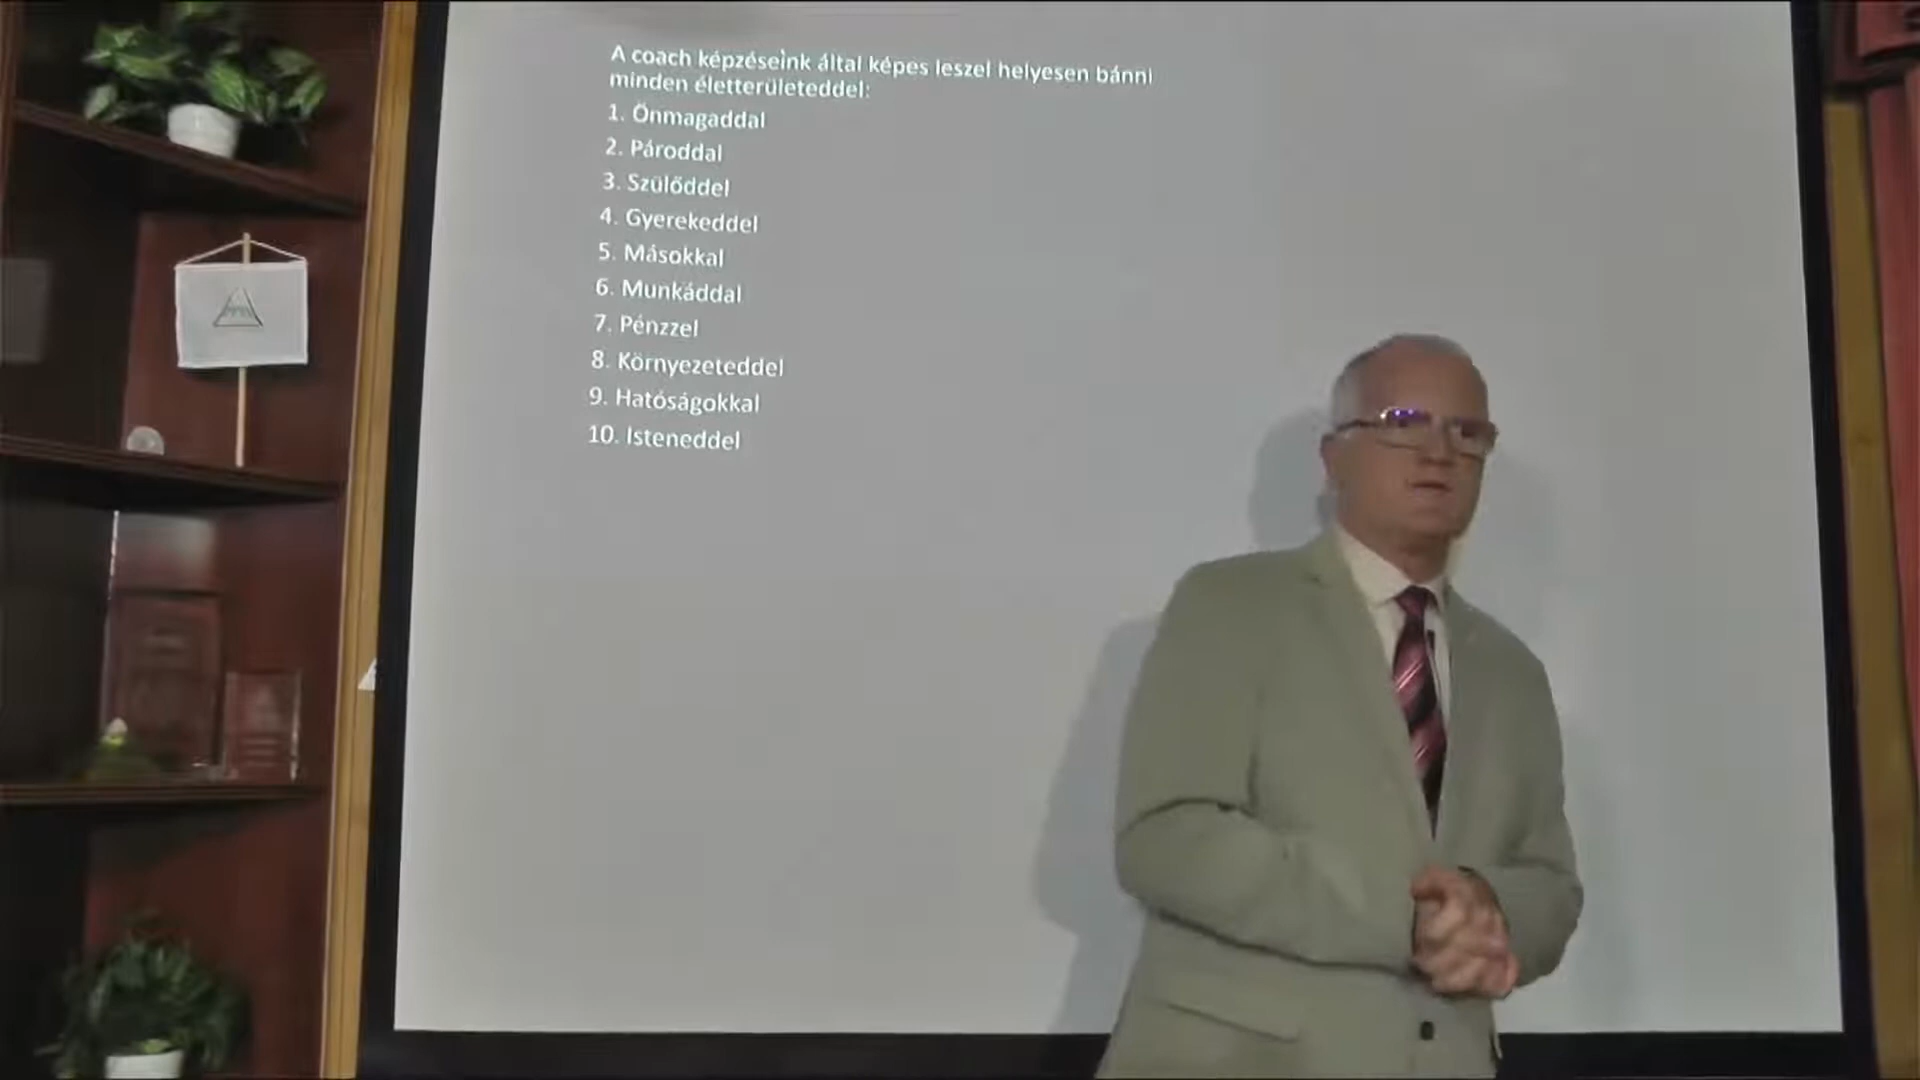 A coach képzéseink által képes leszel helyesen bánni
minden életterületeddel:
1. Önmagaddal
2. Pároddal
3. Szülőddel
4. Gyerekeddel
5. Másokkal
6. Munkáddal
7. Pénzzel
8. Környezeteddel
9. Hatóságokkal
10. Isteneddel